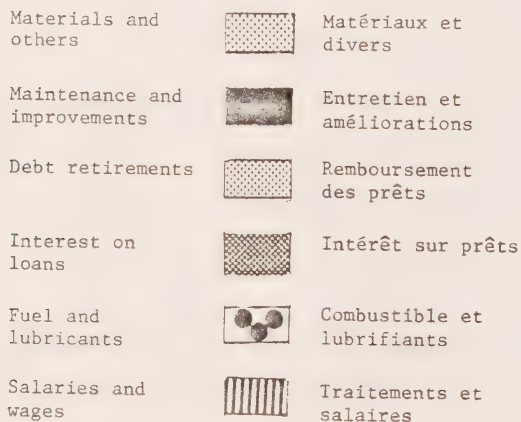 Materials and
others
Matériaux et
divers
Maintenance and
improvements
Entretien et
améliorations
Debt retirements
Remboursement
des prêts
Interest on
loans
Intérêt sur prêts
Fuel and
lubricants
Combustible et
lubrifiants
Salaries and
wages
Traitements et
salaires